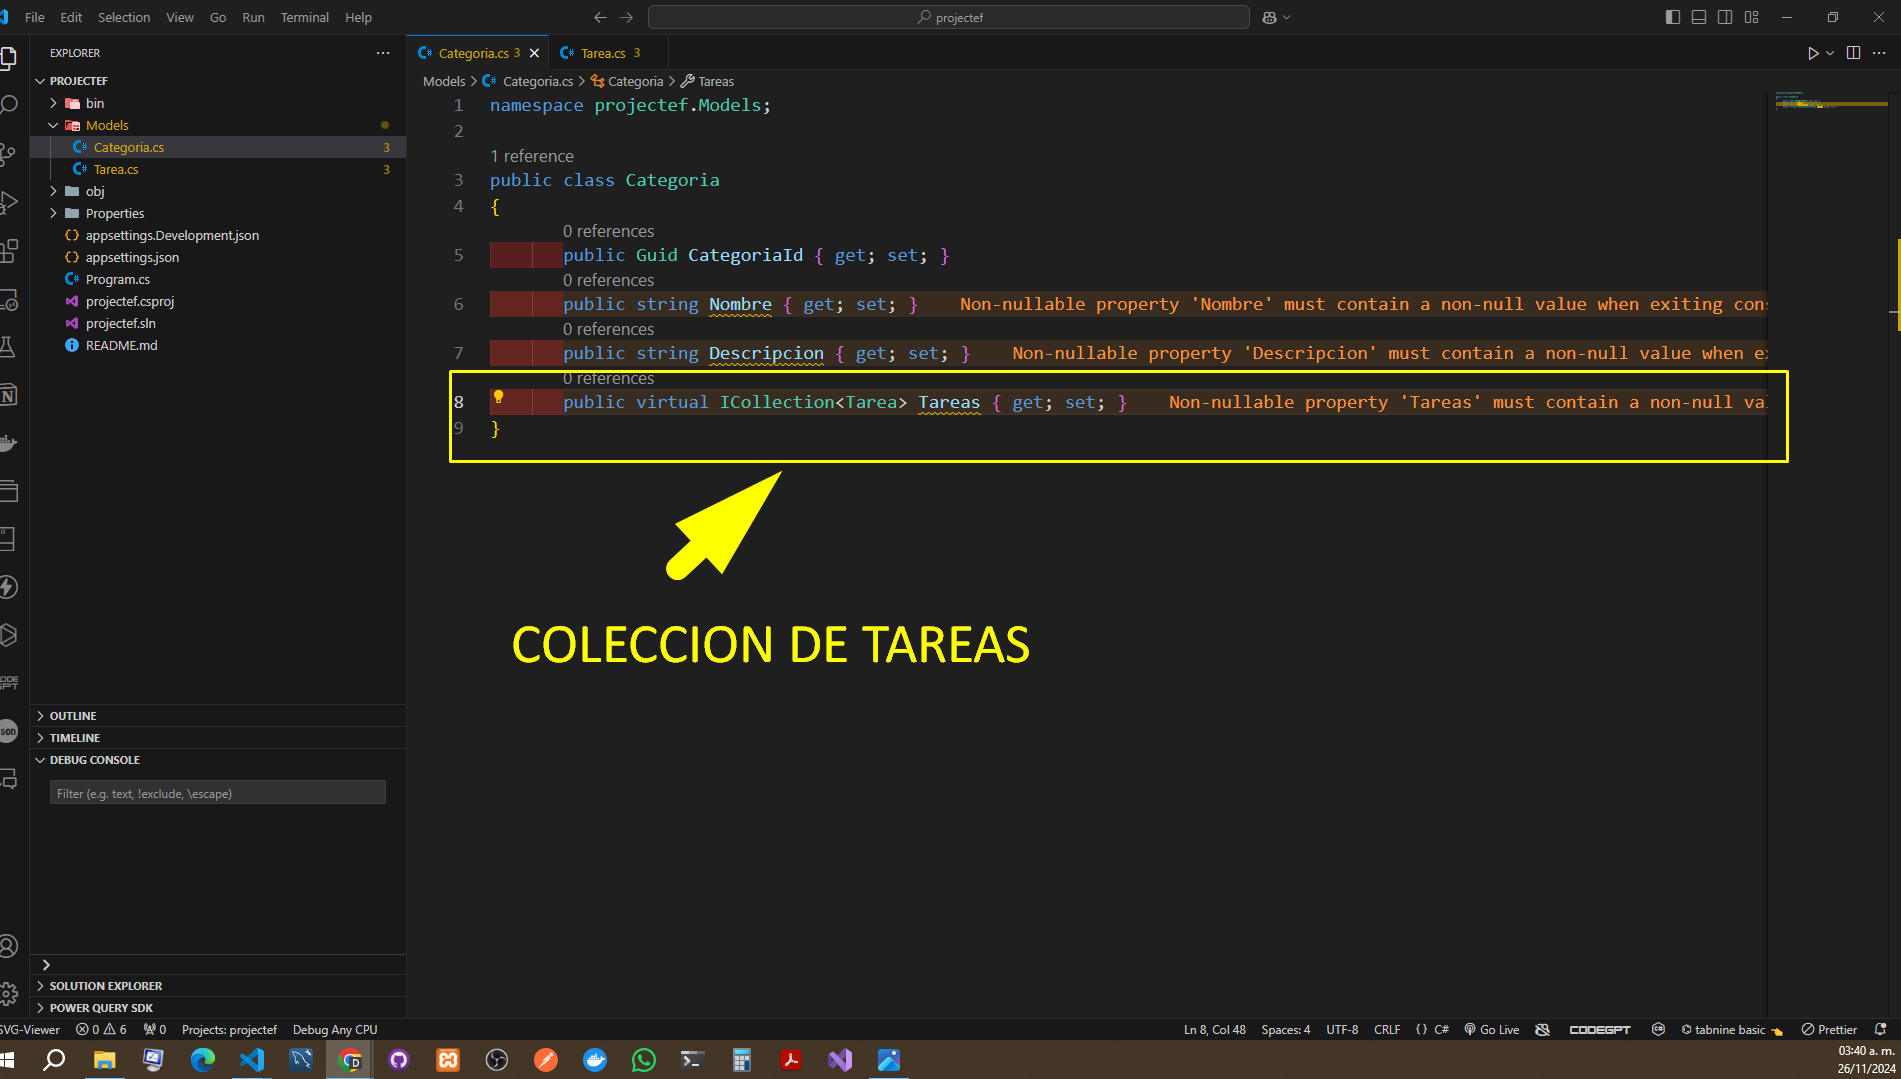 File Edit Selection View Go Run Terminal Help
projectef
EXPLORER
PROJECTEF
bin
Models
Categoria.cs 3
Tarea.cs 3
obj
Properties
appsettings.Development.json
appsettings.json
Program.cs
projectef.csproj
projectef.sln
README.md
OUTLINE
TIMELINE
DEBUG CONSOLE
Filter (e.g. text, !exclude, \escape)
SOLUTION EXPLORER
POWER QUERY SDK
Categoria.cs 3
Tarea.cs 3
Models > Categoria.cs > Categoria > Tareas
1 namespace projectef.Models;
2
1 reference
3 public class Categoria
4 {
0 references
5 public Guid CategoriaId { get; set; }
0 references
6 public string Nombre { get; set; } Non-nullable property 'Nombre' must contain a non-null value when exiting cons
0 references
7 public string Descripcion { get; set; } Non-nullable property 'Descripcion' must contain a non-null value when ex
0 references
8 public virtual ICollection<Tarea> Tareas { get; set; } Non-nullable property 'Tareas' must contain a non-null val
9 }
COLECCION DE TAREAS
SVG-Viewer 0 6 0 Projects: projectef Debug Any CPU
Ln 8, Col 48 Spaces: 4 UTF-8 CRLF {} C# Go Live CODEGPT tabnine basic Prettier
03:40 a. m.
26/11/2024